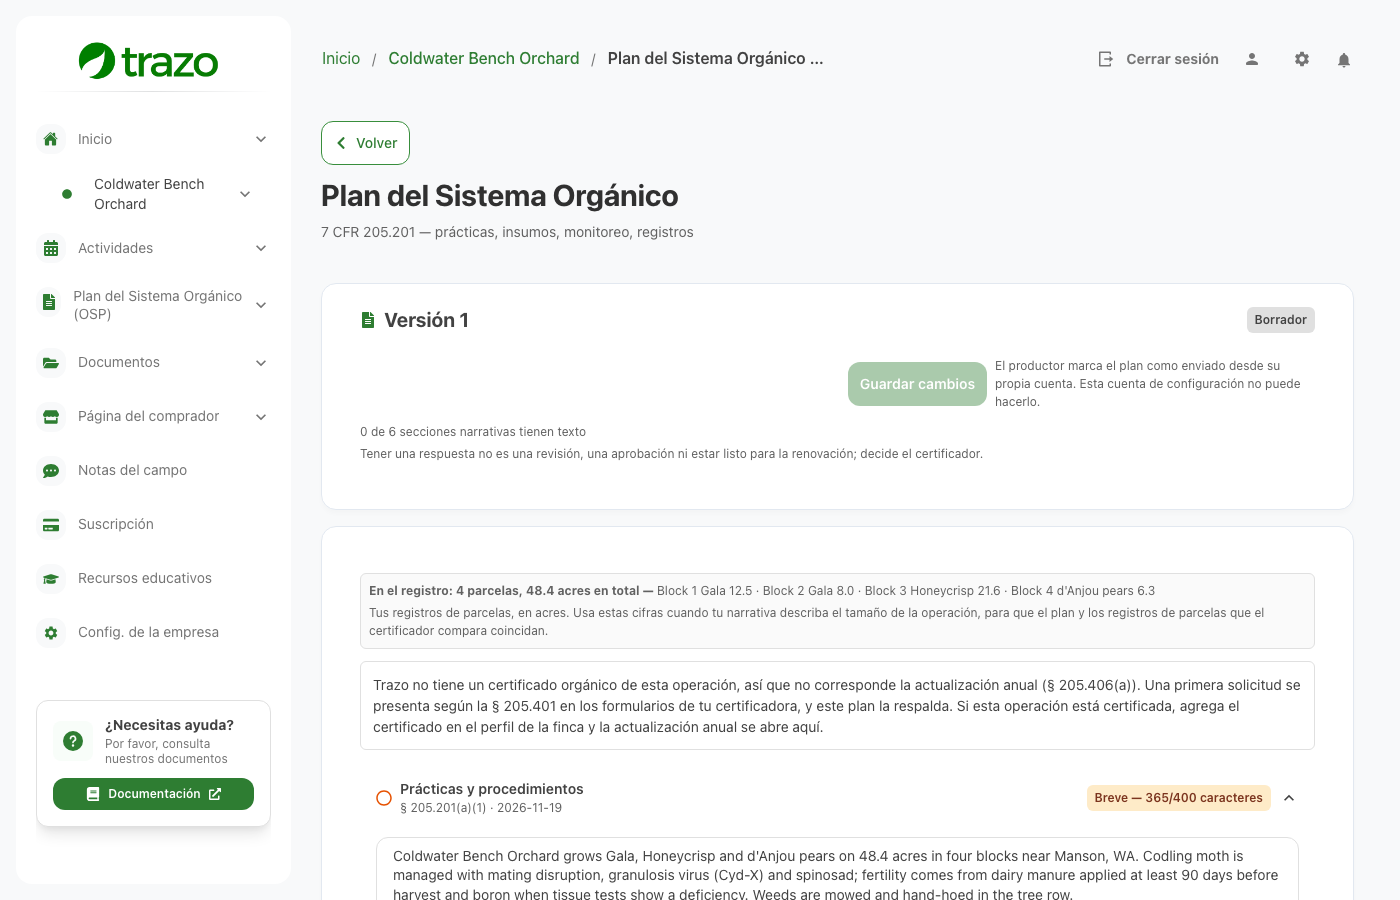 trazo
Inicio
Coldwater Bench
Orchard
Actividades
Plan del Sistema Orgánico
(OSP)
Documentos
Página del comprador
Notas del campo
Suscripción
Recursos educativos
Config. de la empresa
¿Necesitas ayuda?
Por favor, consulta
nuestros documentos
Documentación
Inicio / Coldwater Bench Orchard / Plan del Sistema Orgánico ...
Cerrar sesión
Volver
Plan del Sistema Orgánico
7 CFR 205.201 — prácticas, insumos, monitoreo, registros
Versión 1
Borrador
Guardar cambios
El productor marca el plan como enviado desde su
propia cuenta. Esta cuenta de configuración no puede
hacerlo.
0 de 6 secciones narrativas tienen texto
Tener una respuesta no es una revisión, una aprobación ni estar listo para la renovación; decide el certificador.
En el registro: 4 parcelas, 48.4 acres en total — Block 1 Gala 12.5 · Block 2 Gala 8.0 · Block 3 Honeycrisp 21.6 · Block 4 d'Anjou pears 6.3
Tus registros de parcelas, en acres. Usa estas cifras cuando tu narrativa describa el tamaño de la operación, para que el plan y los registros de parcelas que el
certificador compara coincidan.
Trazo no tiene un certificado orgánico de esta operación, así que no corresponde la actualización anual (§ 205.406(a)). Una primera solicitud se
presenta según la § 205.401 en los formularios de tu certificadora, y este plan la respalda. Si esta operación está certificada, agrega el
certificado en el perfil de la finca y la actualización anual se abre aquí.
Prácticas y procedimientos
§ 205.201(a)(1) · 2026-11-19
Breve — 365/400 caracteres
Coldwater Bench Orchard grows Gala, Honeycrisp and d'Anjou pears on 48.4 acres in four blocks near Manson, WA. Codling moth is
managed with mating disruption, granulosis virus (Cyd-X) and spinosad; fertility comes from dairy manure applied at least 90 days before
harvest and boron when tissue tests show a deficiency. Weeds are mowed and hand-hoed in the tree row.